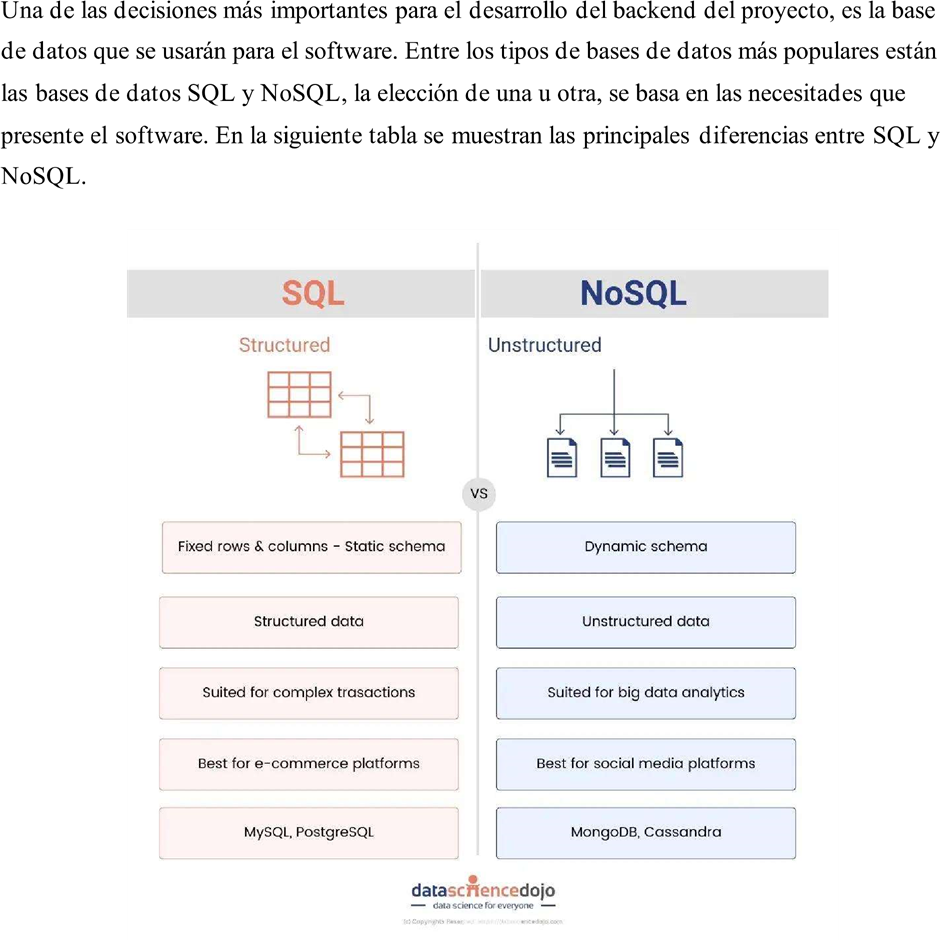 Una de las decisiones más importantes para el desarrollo del backend del proyecto, es la base
de datos que se usarán para el software. Entre los tipos de bases de datos más populares están
las bases de datos SQL y NoSQL, la elección de una u otra, se basa en las necesitades que
presente el software. En la siguiente tabla se muestran las principales diferencias entre SQL y
NoSQL.
SQL
NoSQL
Structured
Unstructured
VS
Fixed rows & columns - Static schema
Dynamic schema
Structured data
Unstructured data
Suited for complex trasactions
Suited for big data analytics
Best for e-commerce platforms
Best for social media platforms
MySQL, PostgreSQL
MongoDB, Cassandra
datasciencedojo
data science for everyone